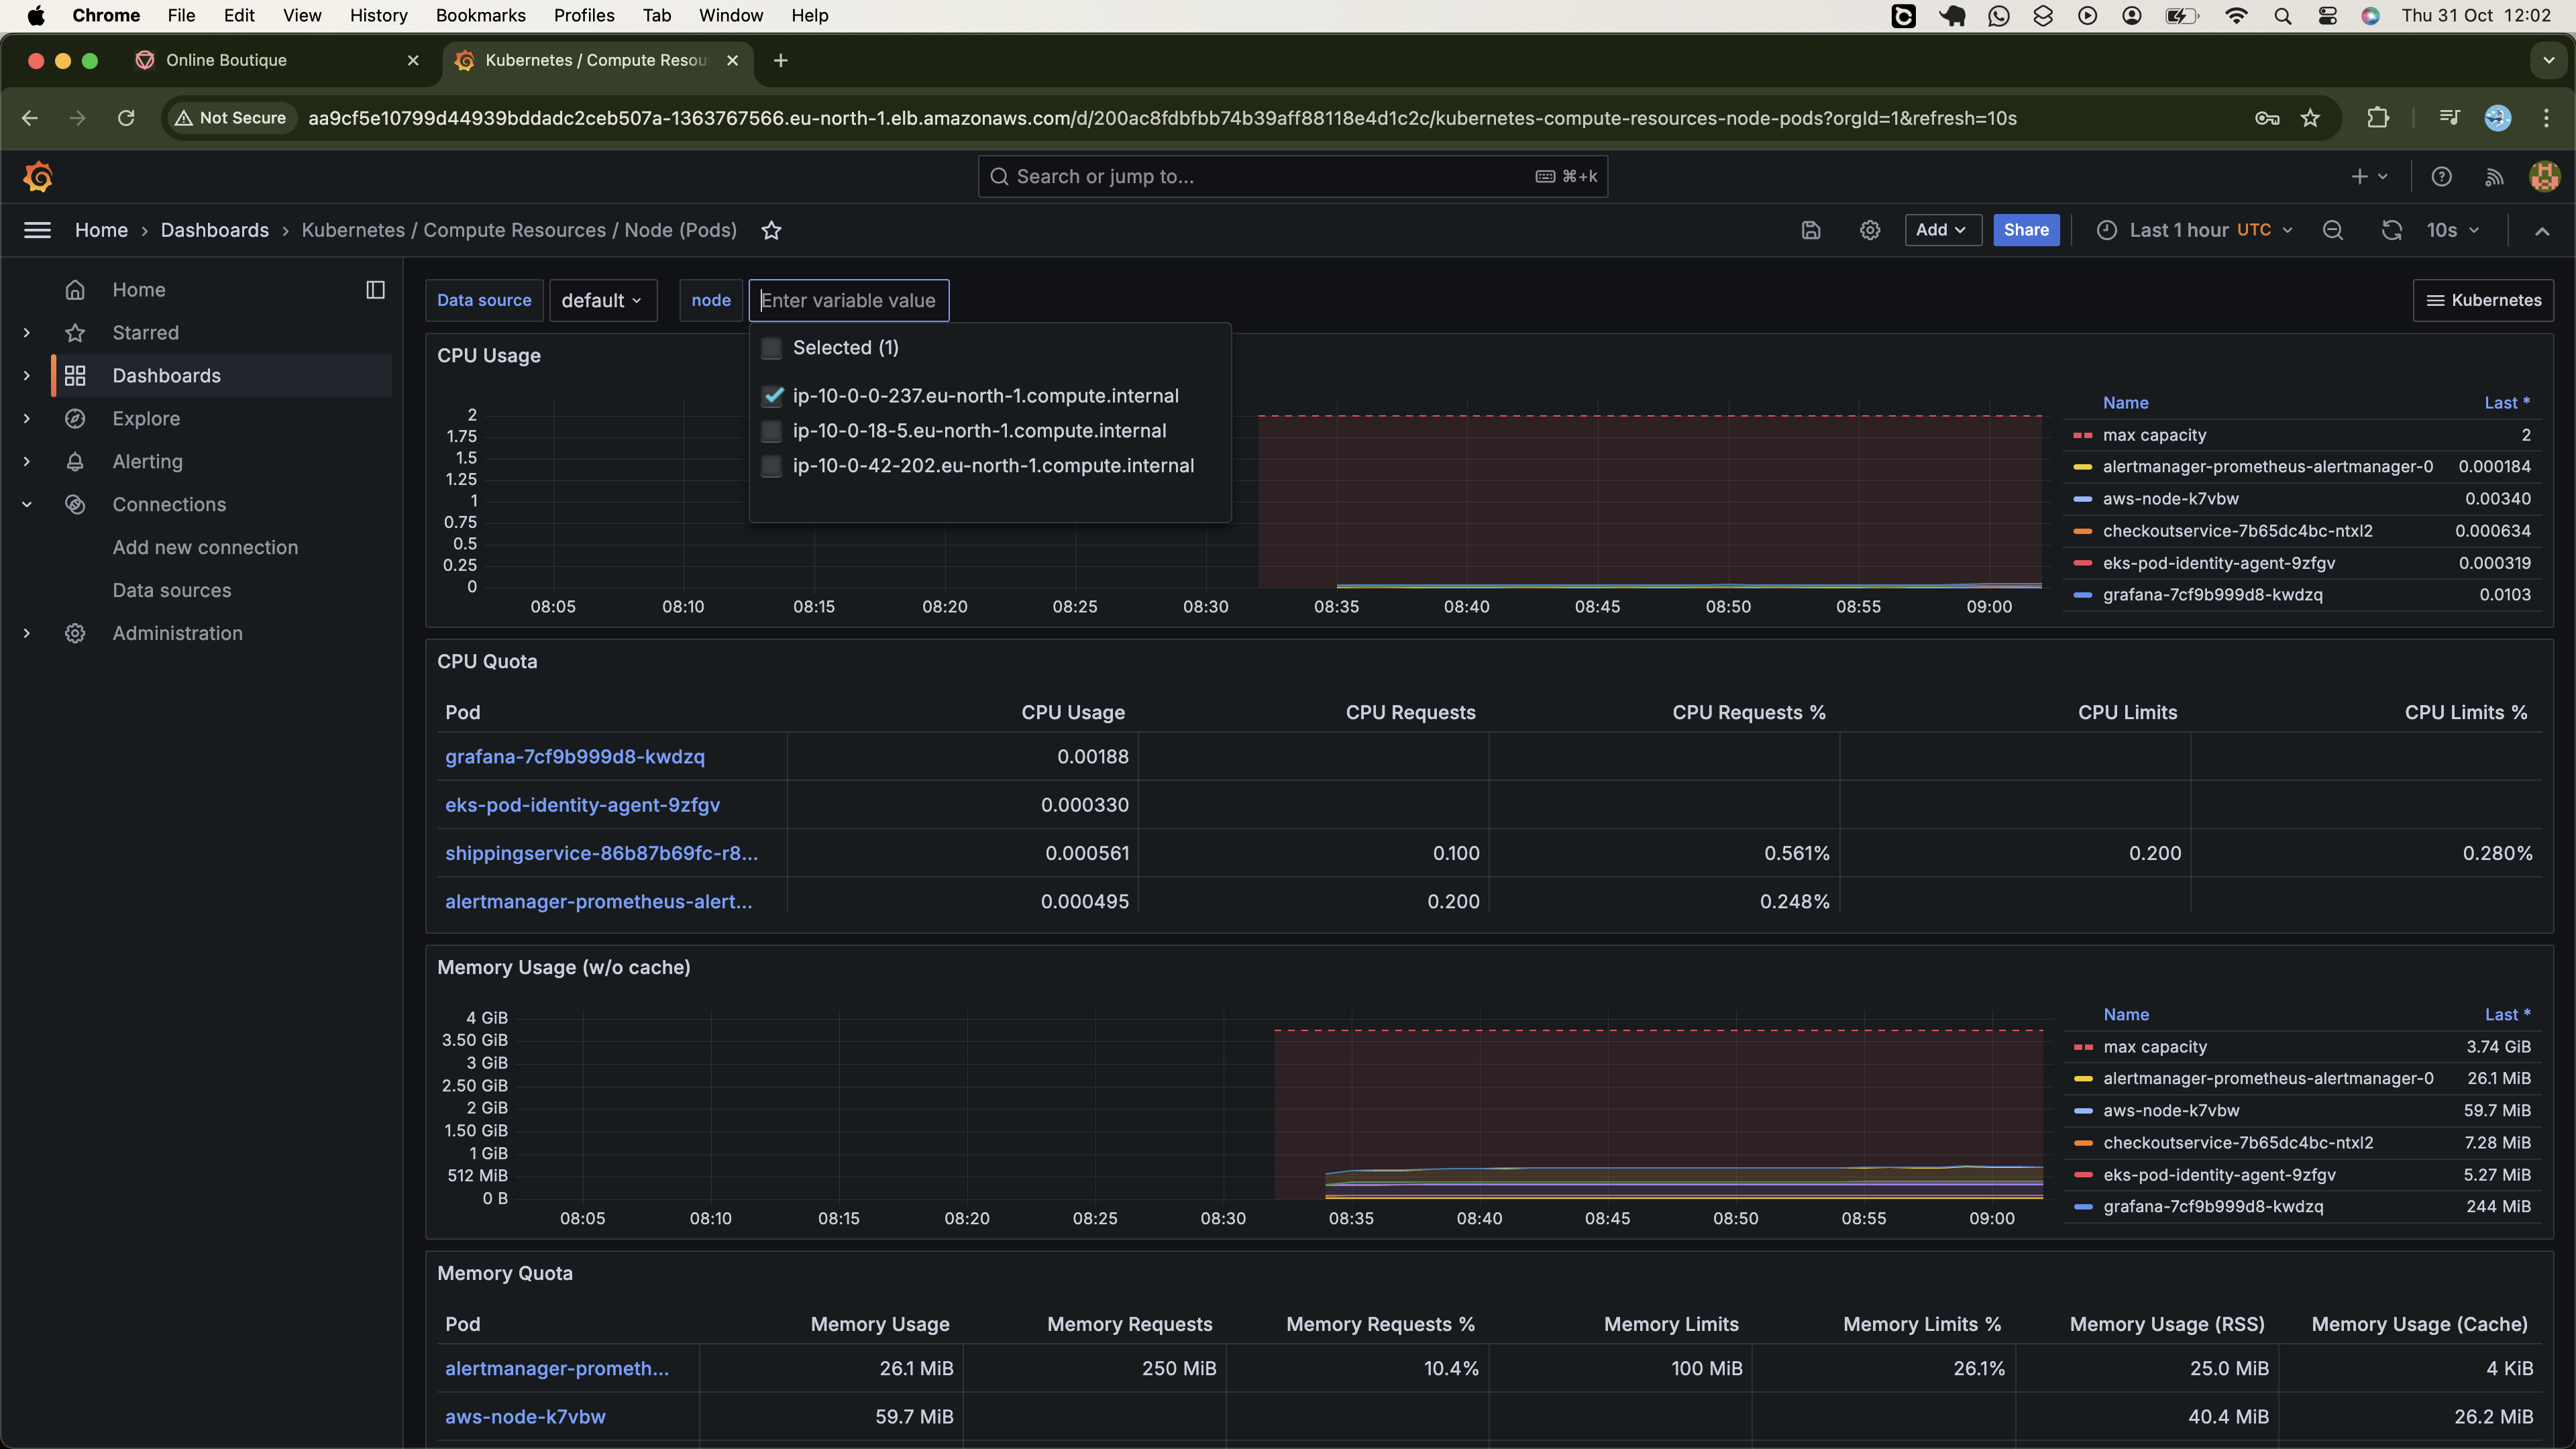 Chrome File Edit View History Bookmarks Profiles Tab Window Help Thu 31 Oct 12:02
Online Boutique Kubernetes / Compute Resou
Not Secure aa9cf5e10799d44939bddadc2ceb507a-1363767566.eu-north-1.elb.amazonaws.com/d/200ac8fdbfbb74b39aff88118e4d1c2c/kubernetes-compute-resources-node-pods?orgId=1&refresh=10s
Search or jump to... ⌘+k
Home › Dashboards › Kubernetes / Compute Resources / Node (Pods) Add Share Last 1 hour UTC 10s
Home
Starred
Dashboards
Explore
Alerting
Connections
Add new connection
Data sources
Administration
Data source default node Enter variable value Kubernetes
Selected (1)
ip-10-0-0-237.eu-north-1.compute.internal
ip-10-0-18-5.eu-north-1.compute.internal
ip-10-0-42-202.eu-north-1.compute.internal
CPU Usage
2
1.75
1.5
1.25
1
0.75
0.5
0.25
0
08:05 08:10 08:15 08:20 08:25 08:30 08:35 08:40 08:45 08:50 08:55 09:00
Name Last *
max capacity 2
alertmanager-prometheus-alertmanager-0 0.000184
aws-node-k7vbw 0.00340
checkoutservice-7b65dc4bc-ntxl2 0.000634
eks-pod-identity-agent-9zfgv 0.000319
grafana-7cf9b999d8-kwdzq 0.0103
CPU Quota
Pod CPU Usage CPU Requests CPU Requests % CPU Limits CPU Limits %
grafana-7cf9b999d8-kwdzq 0.00188
eks-pod-identity-agent-9zfgv 0.000330
shippingservice-86b87b69fc-r8... 0.000561 0.100 0.561% 0.200 0.280%
alertmanager-prometheus-alert... 0.000495 0.200 0.248%
Memory Usage (w/o cache)
4 GiB
3.50 GiB
3 GiB
2.50 GiB
2 GiB
1.50 GiB
1 GiB
512 MiB
0 B
08:05 08:10 08:15 08:20 08:25 08:30 08:35 08:40 08:45 08:50 08:55 09:00
Name Last *
max capacity 3.74 GiB
alertmanager-prometheus-alertmanager-0 26.1 MiB
aws-node-k7vbw 59.7 MiB
checkoutservice-7b65dc4bc-ntxl2 7.28 MiB
eks-pod-identity-agent-9zfgv 5.27 MiB
grafana-7cf9b999d8-kwdzq 244 MiB
Memory Quota
Pod Memory Usage Memory Requests Memory Requests % Memory Limits Memory Limits % Memory Usage (RSS) Memory Usage (Cache)
alertmanager-prometh... 26.1 MiB 250 MiB 10.4% 100 MiB 26.1% 25.0 MiB 4 KiB
aws-node-k7vbw 59.7 MiB 40.4 MiB 26.2 MiB